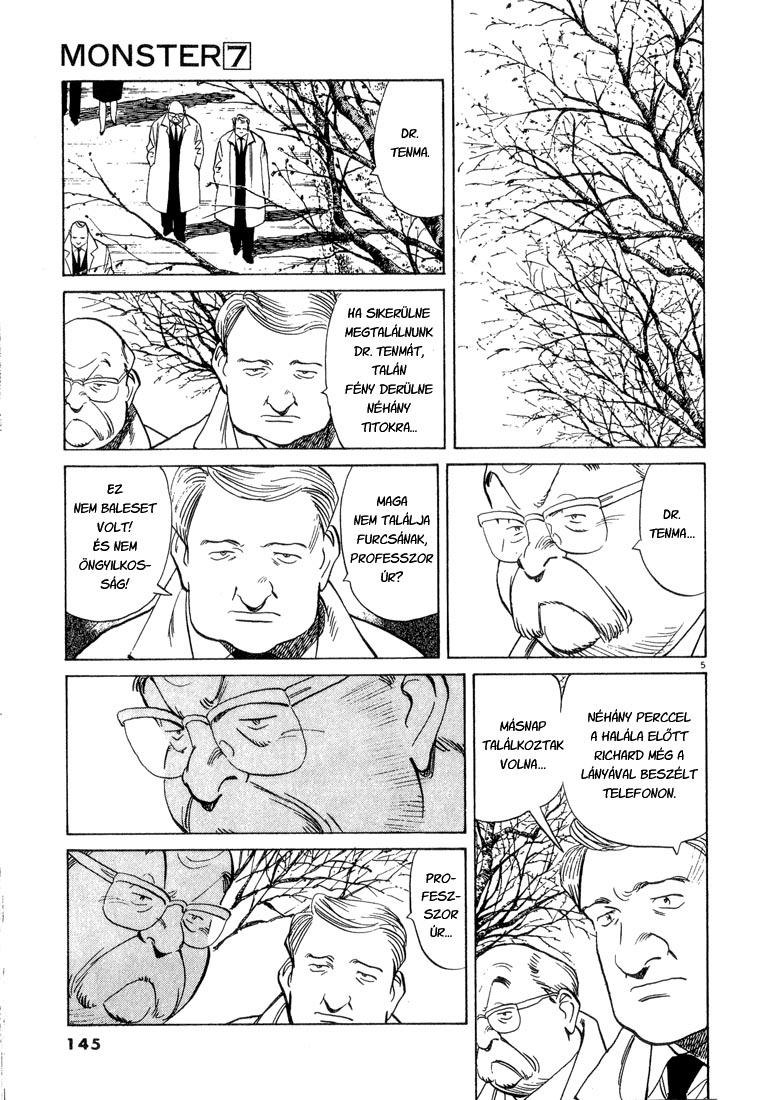 MONSTER 7
DR.
TENMA.
HA SIKERÜLNE
MEGTALÁLNUNK
DR. TENMÁT,
TALÁN
FÉNY DERÜLNE
NÉHÁNY
TITOKRA...
DR.
TENMA...
MAGA
NEM TALÁLJA
FURCSÁNAK,
PROFESSZOR
ÚR?
EZ
NEM BALESET
VOLT!
ÉS NEM
ÖNGYILKOS-
SÁG!
5
NÉHÁNY PERCCEL
A HALÁLA ELŐTT
RICHARD MÉG A
LÁNYÁVAL BESZÉLT
TELEFONON.
MÁSNAP
TALÁLKOZTAK
VOLNA...
PRO-
FESZ-
SZOR
ÚR...
145